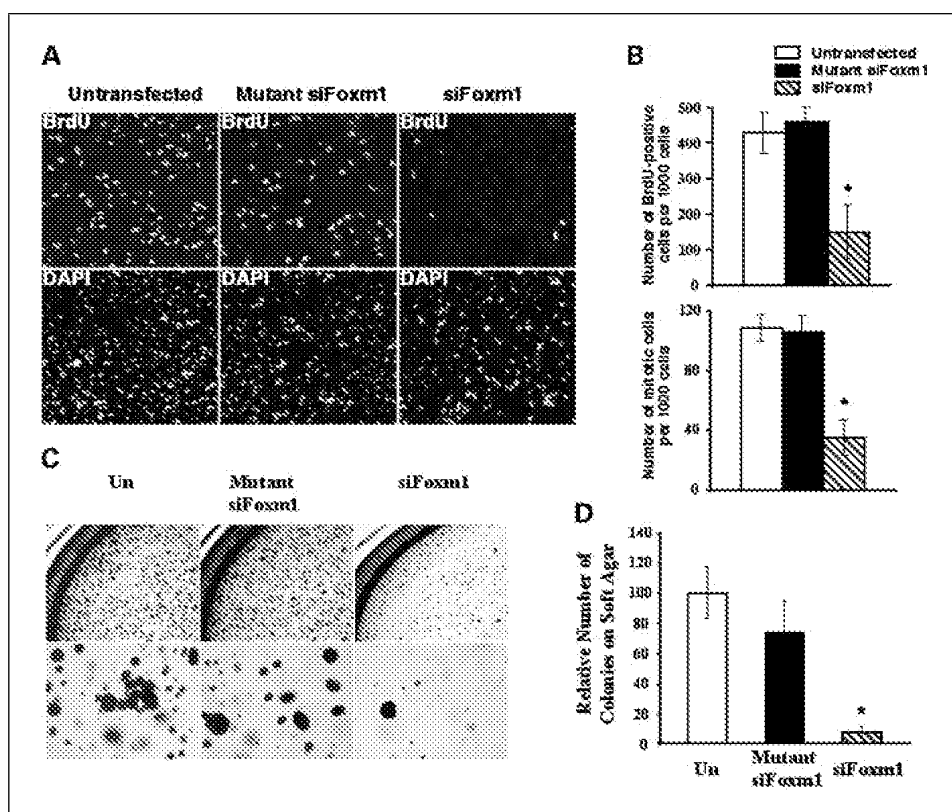 A
Untransfected Mutant siFoxm1 siFoxm1
BrdU BrdU BrdU
DAPI DAPI DAPI
B
Untransfected
Mutant siFoxm1
siFoxm1
Number of BrdU-positive
cells per 1000 cells
500
400
300
200
100
0
*
Number of mitotic cells
per 1000 cells
120
80
40
0
*
C
Un Mutant siFoxm1
siFoxm1
D
Relative Number of
Colonies on Soft Agar
140
120
100
80
60
40
20
0
*
Un Mutant siFoxm1
siFoxm1